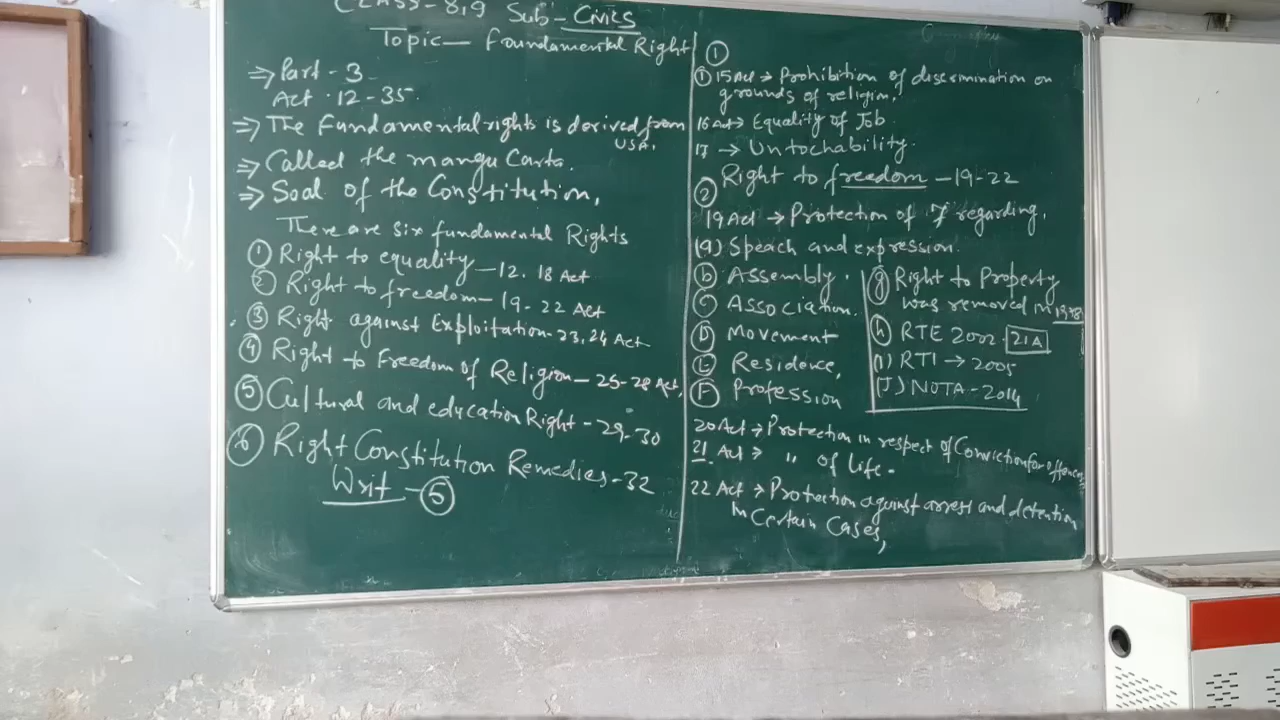 CLASS-8,9 Sub-Civics
Topic- Foundamental Right
⇒ Part-3
Act.12-35.
⇒ The Fundamental rights is derived from
USA.
⇒ Called the mangu Carta.
⇒ Soal of the Constitution,
There are six fundamental Rights
① Right to equality-12. 18 Act
② Right to freedom-19-22 Act
③ Right against Exploitation-23,24 Act
④ Right to Freedom of Religion-25-28 Act,
⑤ Cultural and education Right-29-30
⑥ Right Constitution Remedies-32
Writ-⑤
①
① 15 Act → Prohibition of discremination on
grounds of religion,
16 Act → Equality of Job.
17 → Untochability.
② Right to freedom-19-22
19 Act → Protection of 7 regarding.
(a) Speach and expression
(b) Assembly.
(C) Association.
(D) Movement
(E) Residence,
(F) Profession
(g) Right to Property
was removed in
(h) RTE 2002. 21A
(I) RTI → 2005
(J) NOTA-2014
20 Act → Protection in respect of Conviction for offences
21 Act → " of Life.
22 Act → Protection against arrest and detention
In Certain Cases,